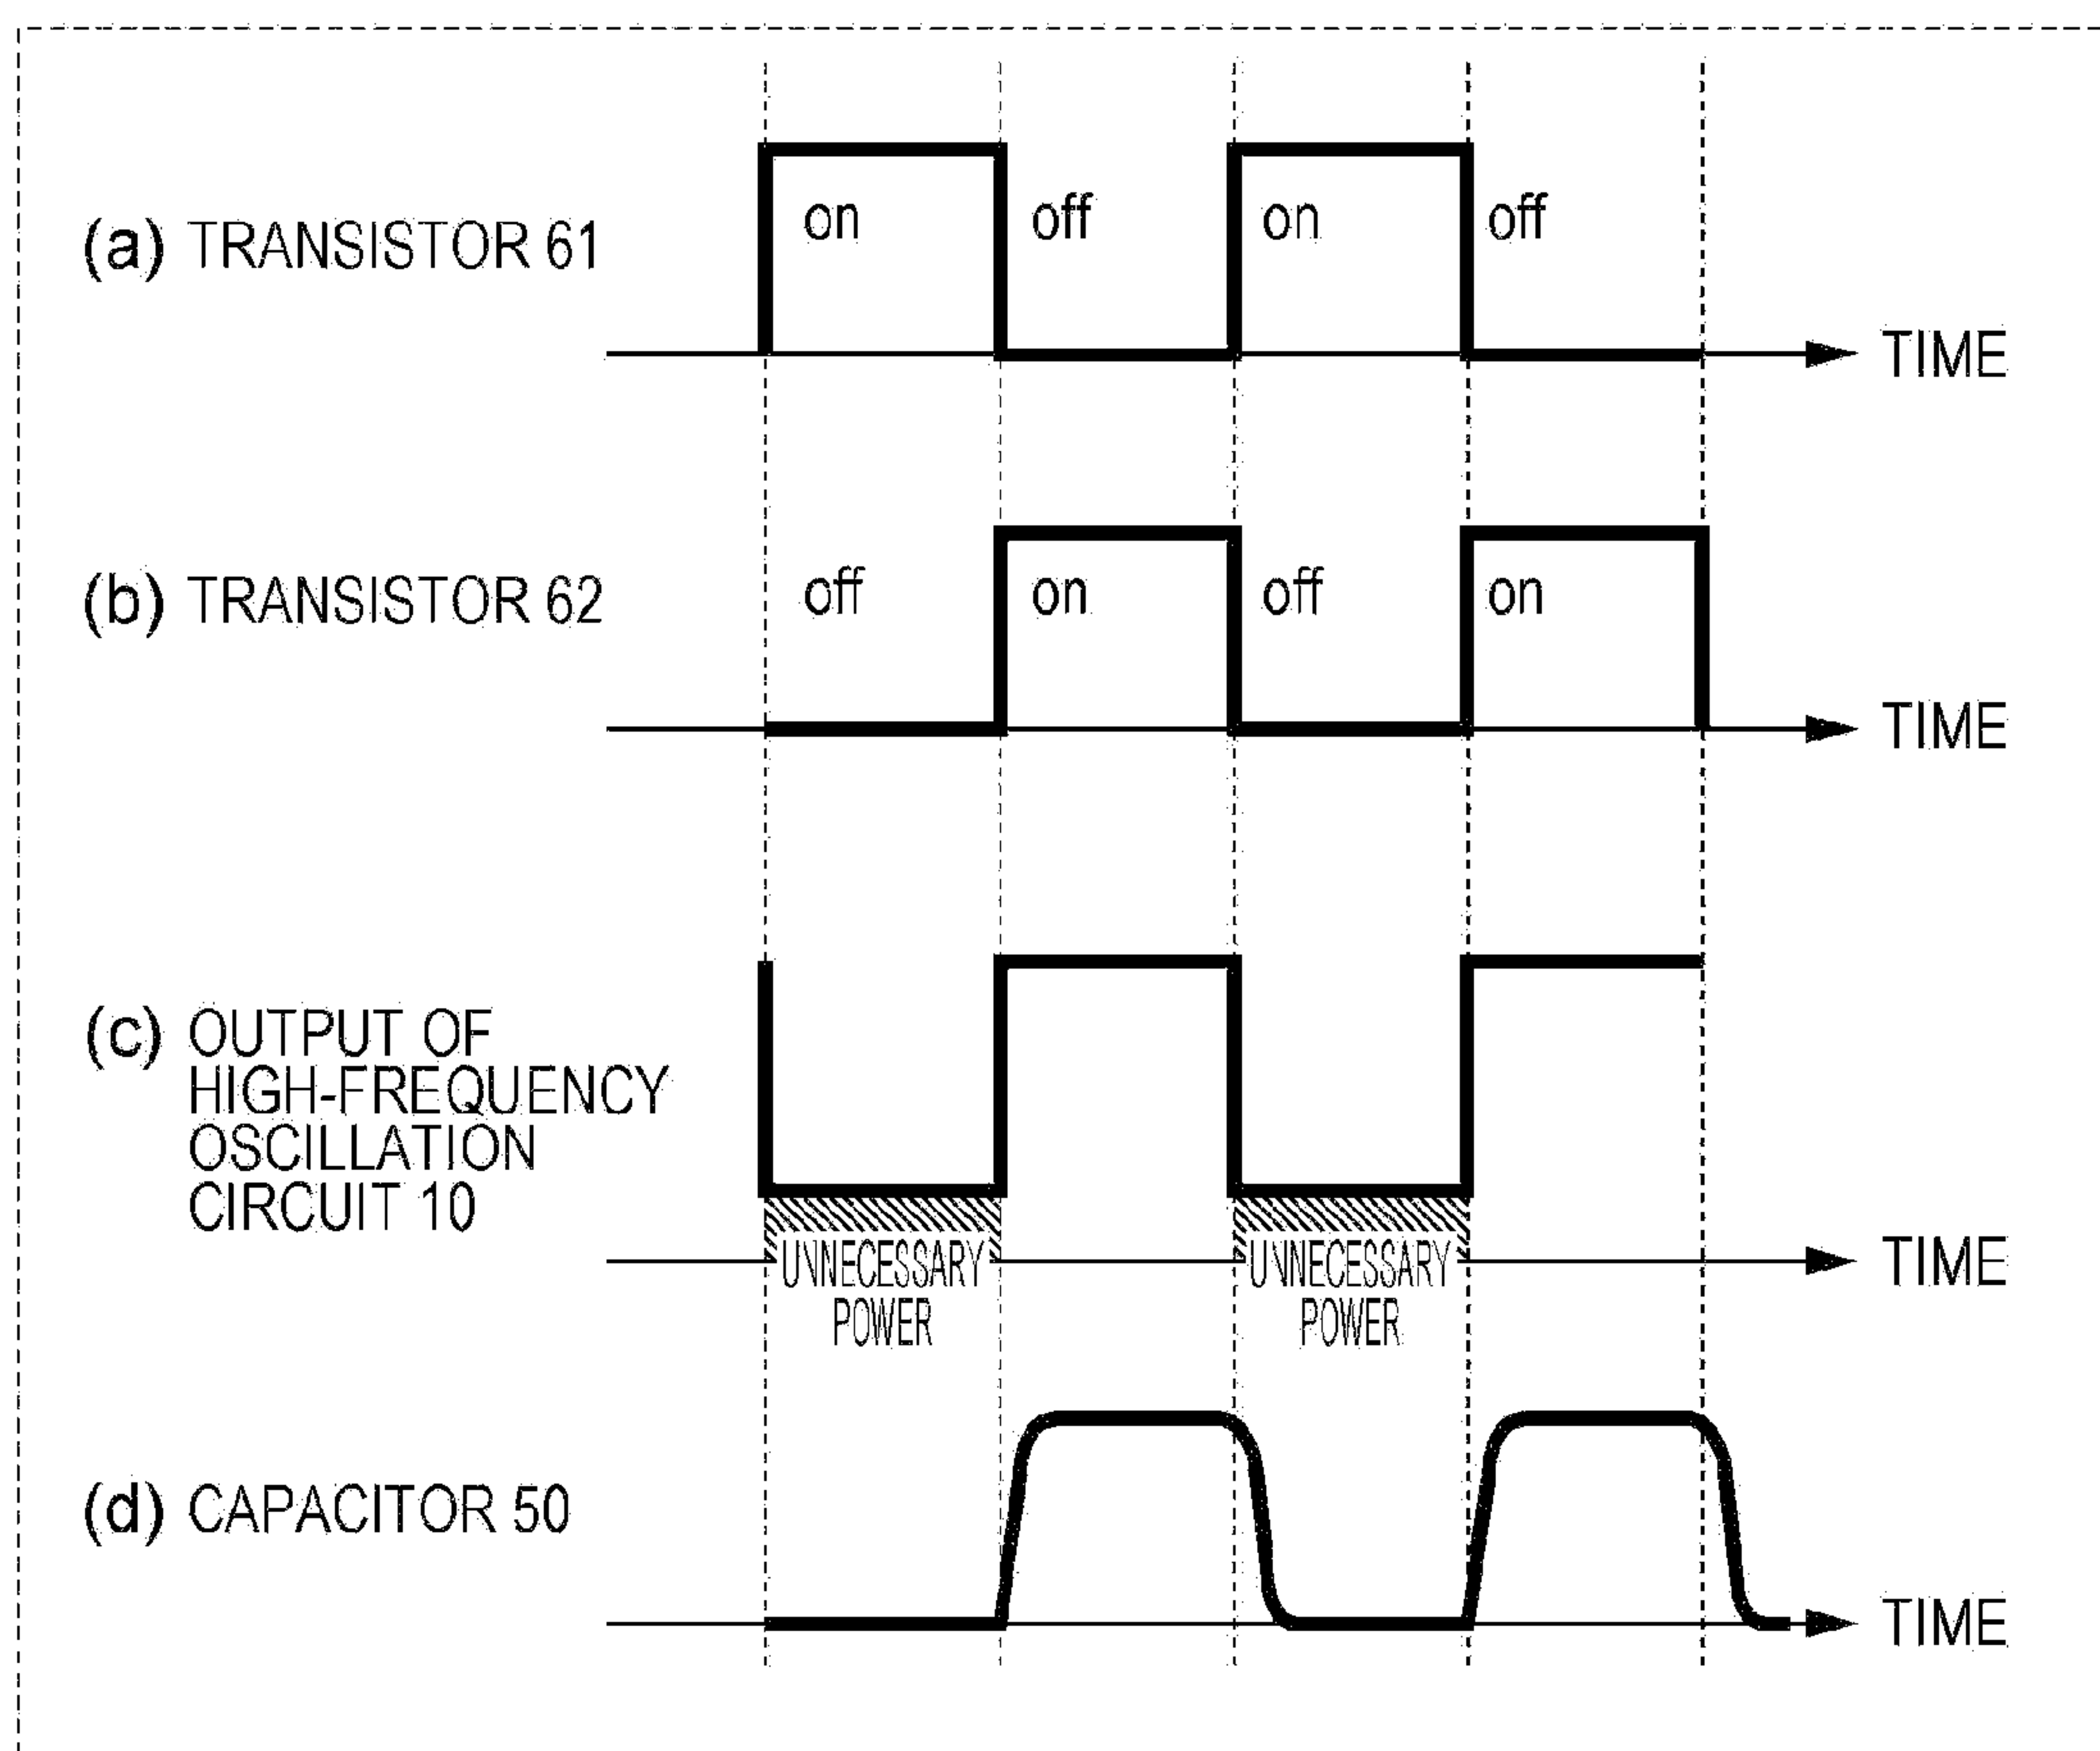 on off on off
(a) TRANSISTOR 61
TIME
off on off on
(b) TRANSISTOR 62
TIME
(c) OUTPUT OF
HIGH-FREQUENCY
OSCILLATION
CIRCUIT 10
UNNECESSARY
POWER
UNNECESSARY
POWER
TIME
(d) CAPACITOR 50
TIME